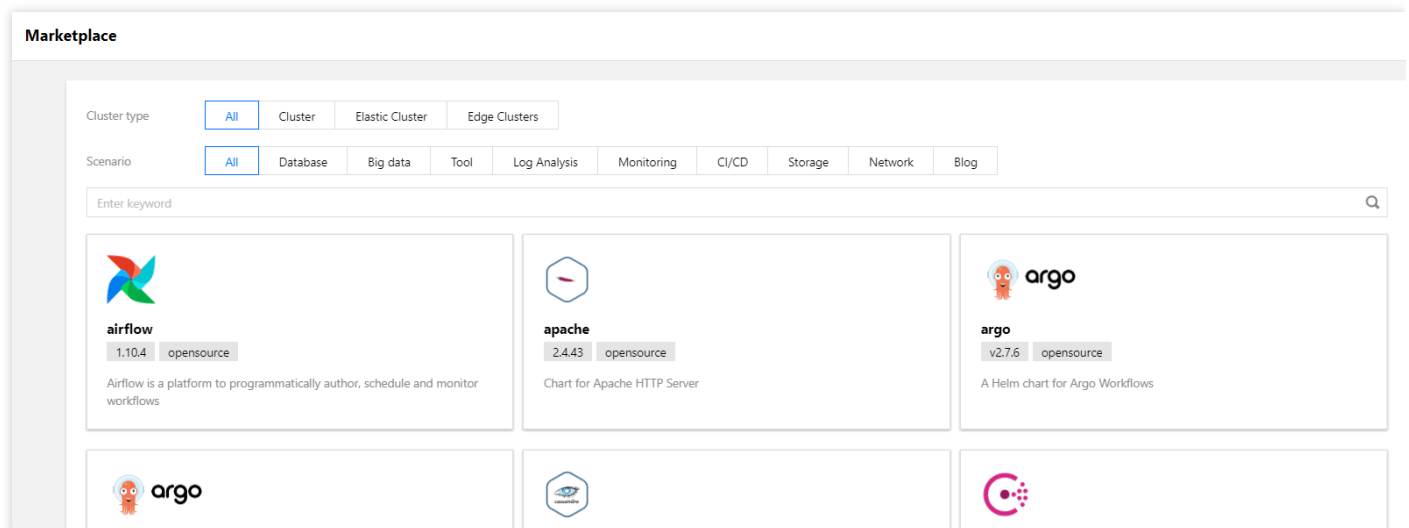 Marketplace
Cluster type All Cluster Elastic Cluster Edge Clusters
Scenario All Database Big data Tool Log Analysis Monitoring CI/CD Storage Network Blog
Enter keyword
argo
airflow
1.10.4 opensource
Airflow is a platform to programmatically author, schedule and monitor
workflows
apache
2.4.43 opensource
Chart for Apache HTTP Server
argo
v2.7.6 opensource
A Helm chart for Argo Workflows
argo
cassandra